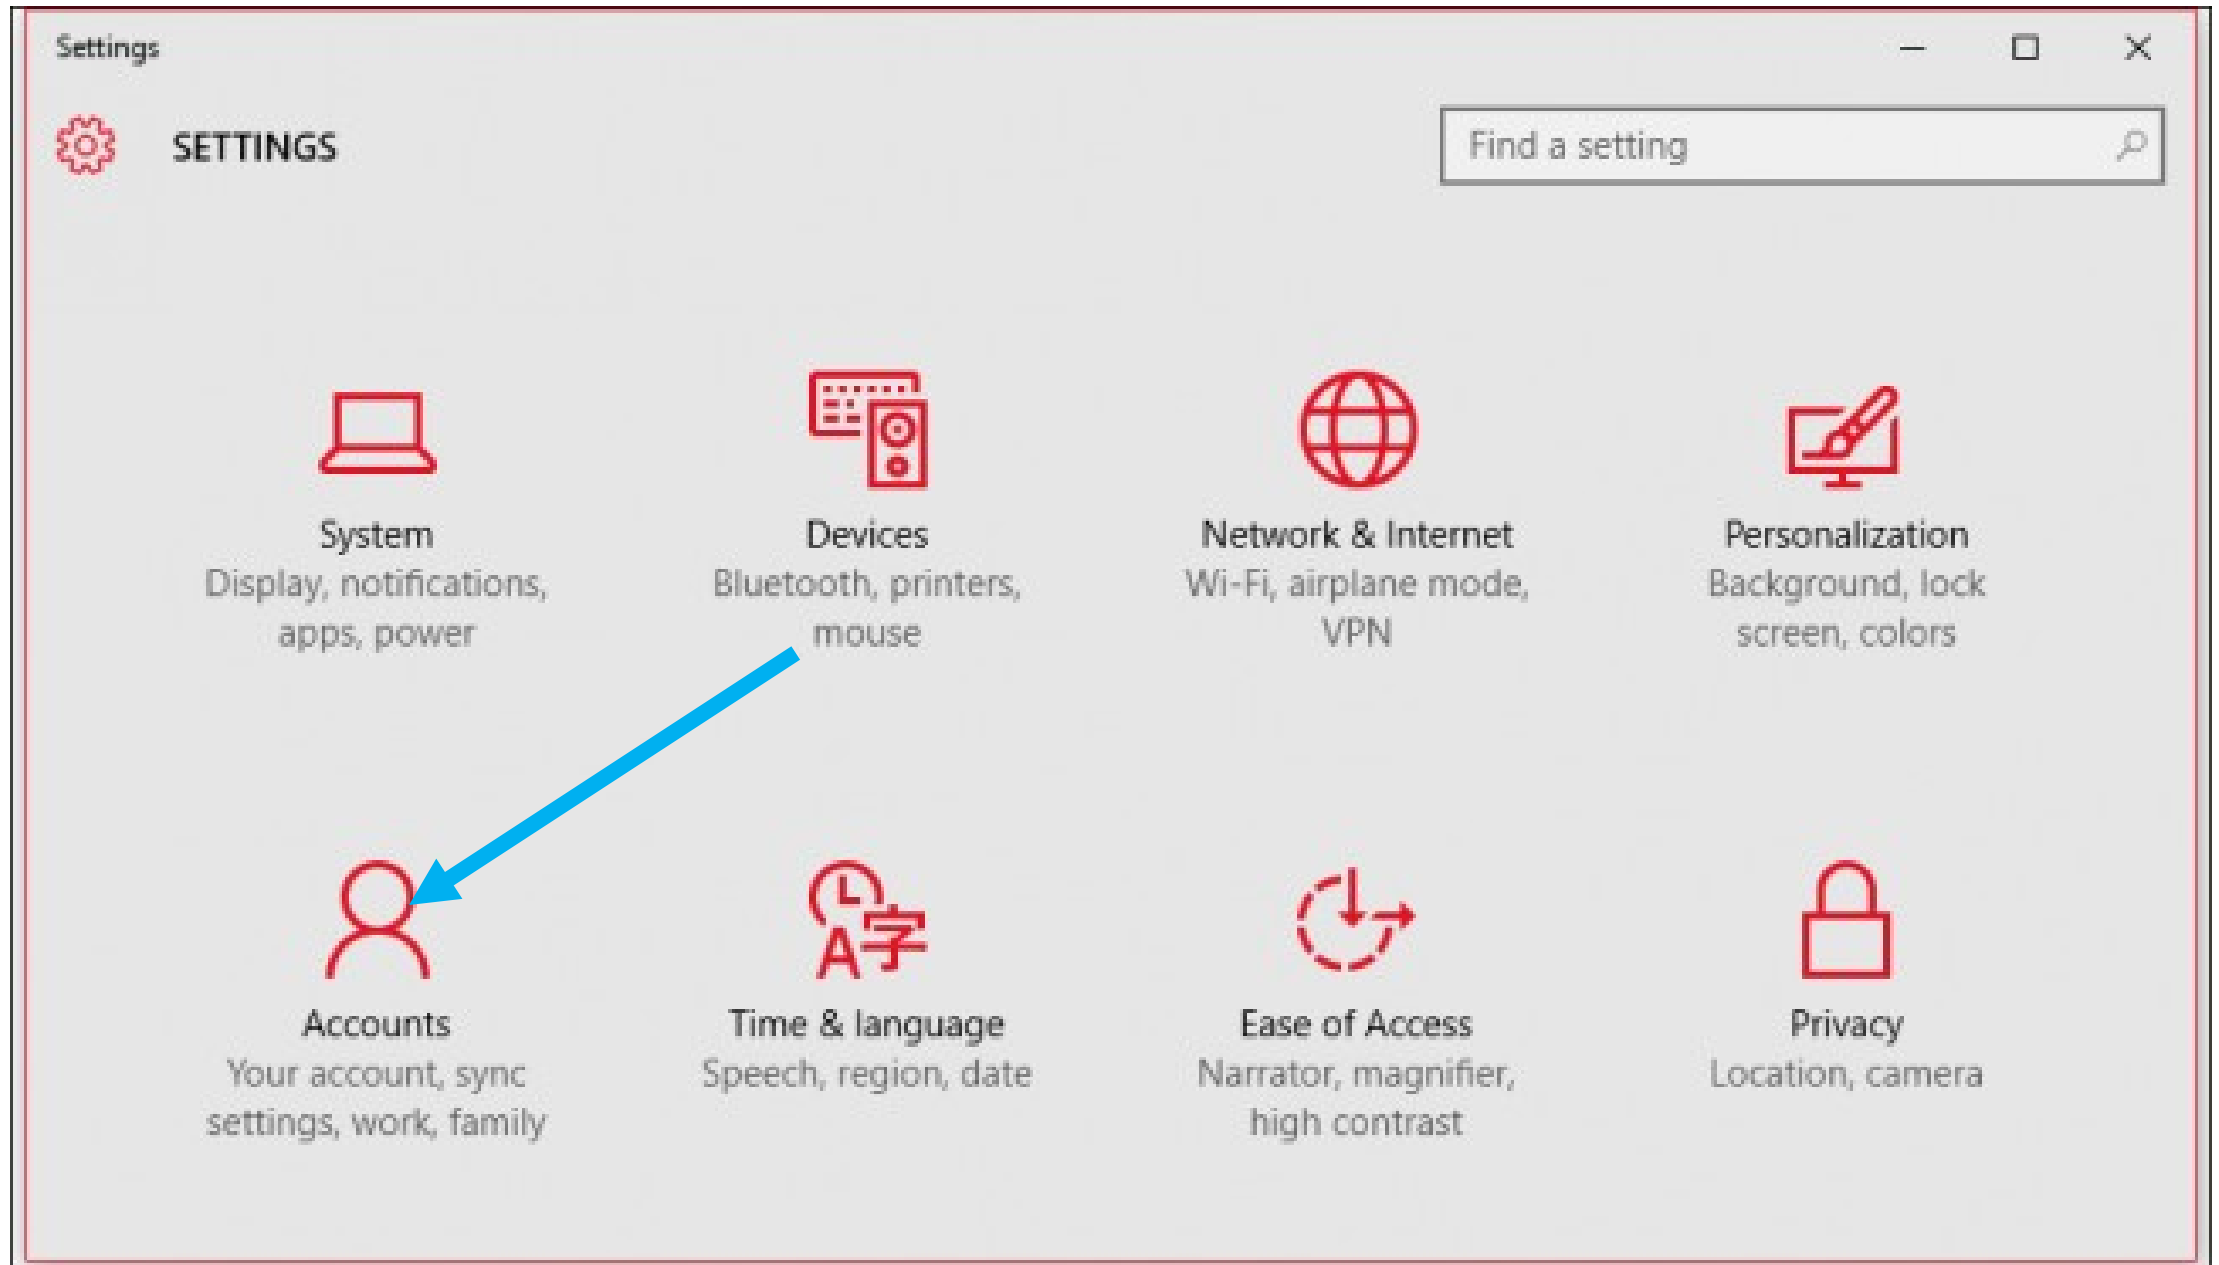 Settings
SETTINGS
Find a setting
System
Display, notifications,
apps, power
Devices
Bluetooth, printers,
mouse
Network & Internet
Wi-Fi, airplane mode,
VPN
Personalization
Background, lock
screen, colors
Accounts
Your account, sync
settings, work, family
A字
Time & language
Speech, region, date
Ease of Access
Narrator, magnifier,
high contrast
Privacy
Location, camera